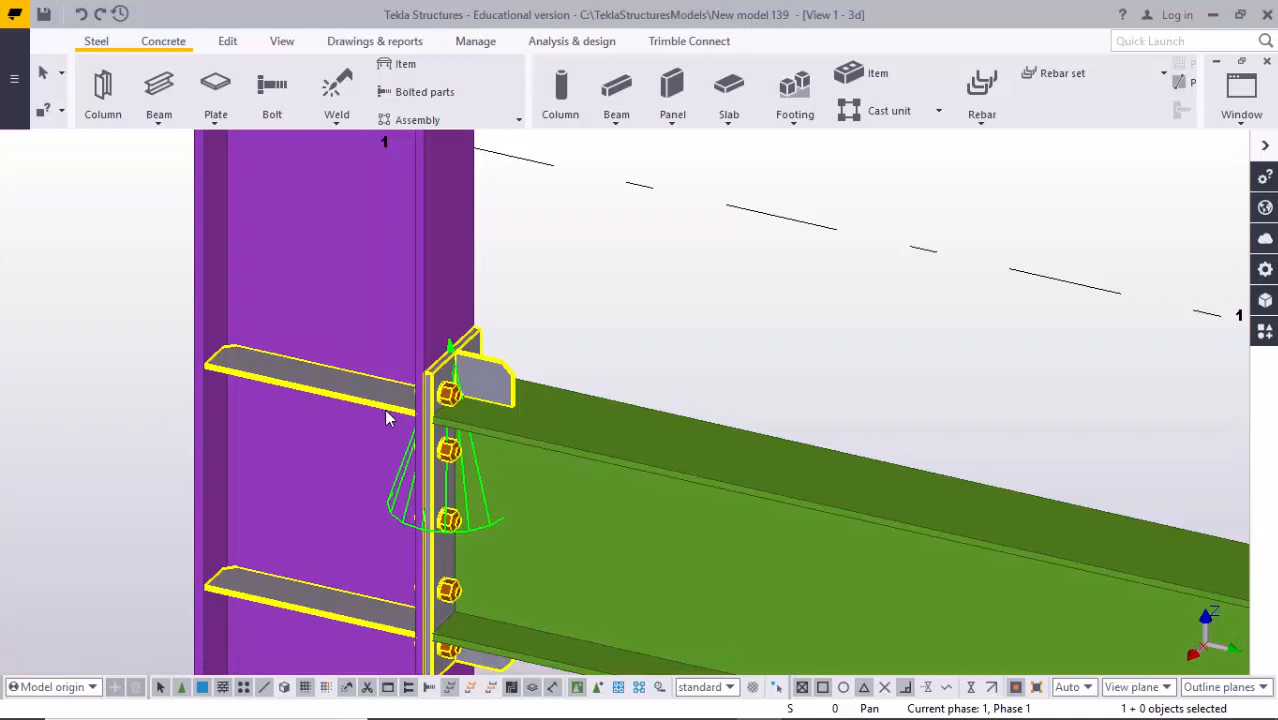 Tekla Structures - Educational version - C:\TeklaStructuresModels\New model 139 - [View 1 - 3d]
? Log in
Steel Concrete Edit View Drawings & reports Manage Analysis & design Trimble Connect Quick Launch
Item
Bolted parts
Assembly
Column Beam Plate Bolt Weld
Item
Cast unit
Rebar set
Column Beam Panel Slab Footing Rebar Window
1
1
Z
Model origin standard Auto View plane Outline planes
S 0 Pan Current phase: 1, Phase 1 1 + 0 objects selected